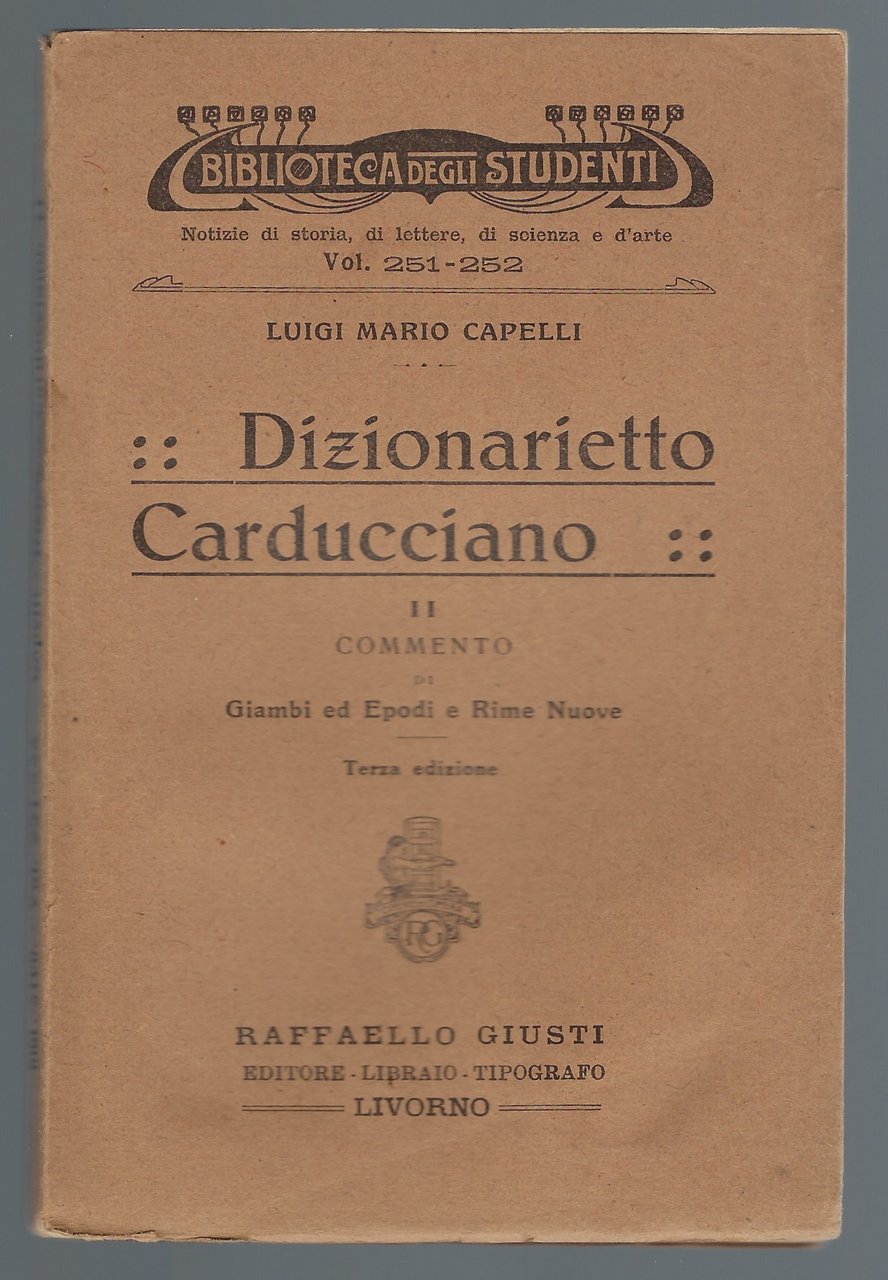 BIBLIOTECA DEGLI STUDENTI
Notizie di storia, di lettere, di scienza e d'arte
Vol. 251-252
LUIGI MARIO CAPELLI
:: Dizionarietto
Carducciano ::
II
COMMENTO
DI
Giambi ed Epodi e Rime Nuove
Terza edizione
RG
RAFFAELLO GIUSTI
EDITORE - LIBRAIO - TIPOGRAFO
LIVORNO